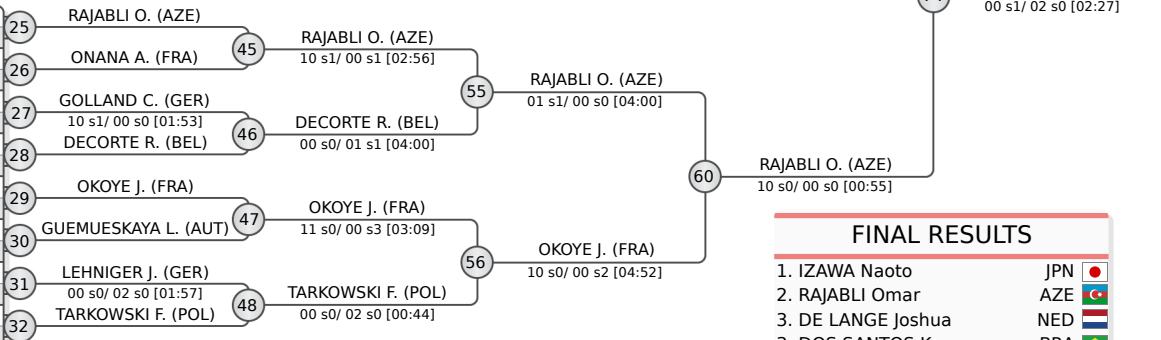 00 s1/ 02 s0 [02:27]
25
RAJABLI O. (AZE)
26
ONANA A. (FRA)
45
RAJABLI O. (AZE)
10 s1/ 00 s1 [02:56]
27
GOLLAND C. (GER)
10 s1/ 00 s0 [01:53]
28
DECORTE R. (BEL)
46
DECORTE R. (BEL)
00 s0/ 01 s1 [04:00]
55
RAJABLI O. (AZE)
01 s1/ 00 s0 [04:00]
29
OKOYE J. (FRA)
30
GUEMUESKAYA L. (AUT)
47
OKOYE J. (FRA)
11 s0/ 00 s3 [03:09]
31
LEHNIGER J. (GER)
00 s0/ 02 s0 [01:57]
32
TARKOWSKI F. (POL)
48
TARKOWSKI F. (POL)
00 s0/ 02 s0 [00:44]
56
OKOYE J. (FRA)
10 s0/ 00 s2 [04:52]
60
RAJABLI O. (AZE)
10 s0/ 00 s0 [00:55]
FINAL RESULTS
1. IZAWA Naoto JPN
2. RAJABLI Omar AZE
3. DE LANGE Joshua NED